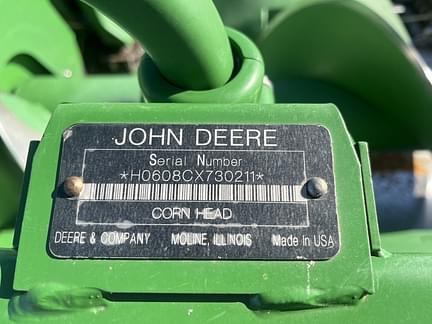 JOHN DEERE
Serial Number
*H0608CX730211*
CORN HEAD
DEERE & COMPANY MOLINE, ILLINOIS Made in USA